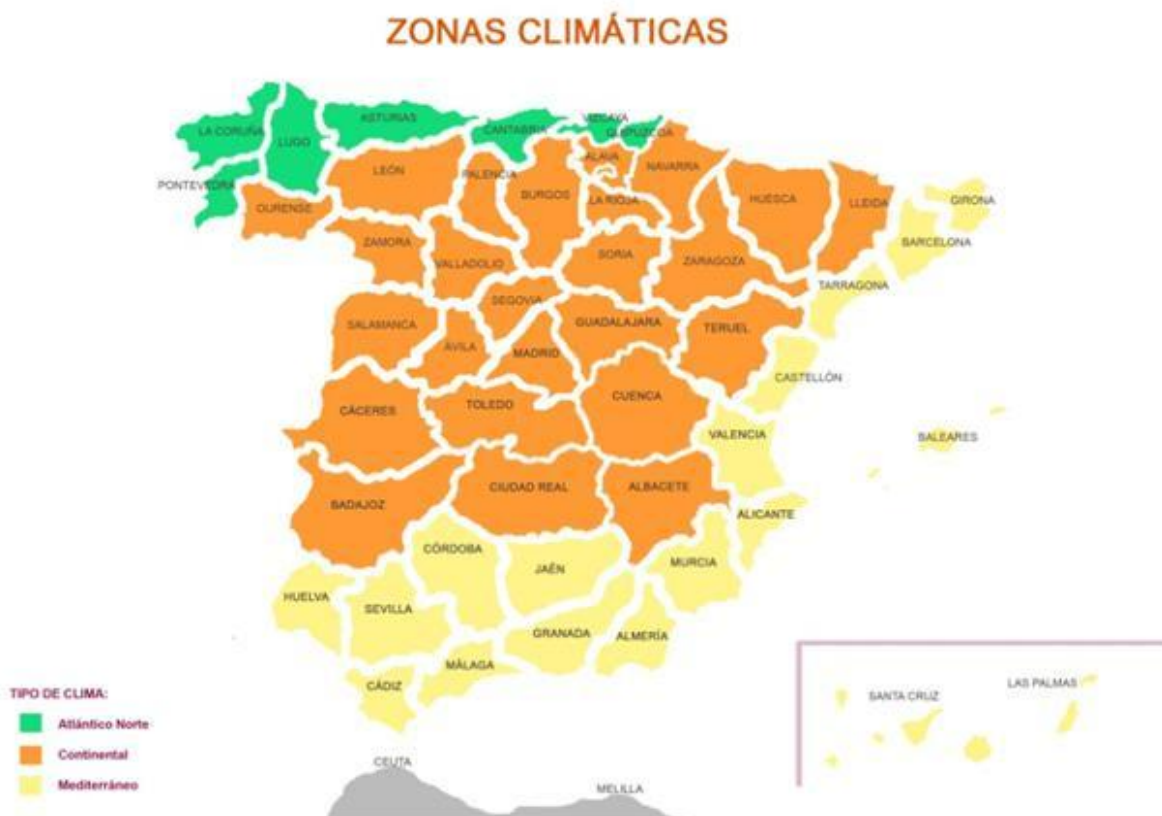 ZONAS CLIMÁTICAS
LA CORUÑA
LUGO
ASTURIAS
CANTABRIA
VIZCAYA
GUIPUZCOA
PONTEVEDRA
OURENSE
LEÓN
PALENCIA
BURGOS
ÁLAVA
NAVARRA
LA RIOJA
HUESCA
LLEIDA
GIRONA
BARCELONA
ZAMORA
VALLADOLID
SORIA
ZARAGOZA
TARRAGONA
SEGOVIA
SALAMANCA
ÁVILA
MADRID
GUADALAJARA
TERUEL
CASTELLÓN
CÁCERES
TOLEDO
CUENCA
VALENCIA
BALEARES
BADAJOZ
CIUDAD REAL
ALBACETE
ALICANTE
CÓRDOBA
JAÉN
MURCIA
HUELVA
SEVILLA
GRANADA
ALMERÍA
MÁLAGA
CÁDIZ
SANTA CRUZ
LAS PALMAS
TIPO DE CLIMA:
Atlántico Norte
Continental
Mediterráneo
CEUTA
MELILLA